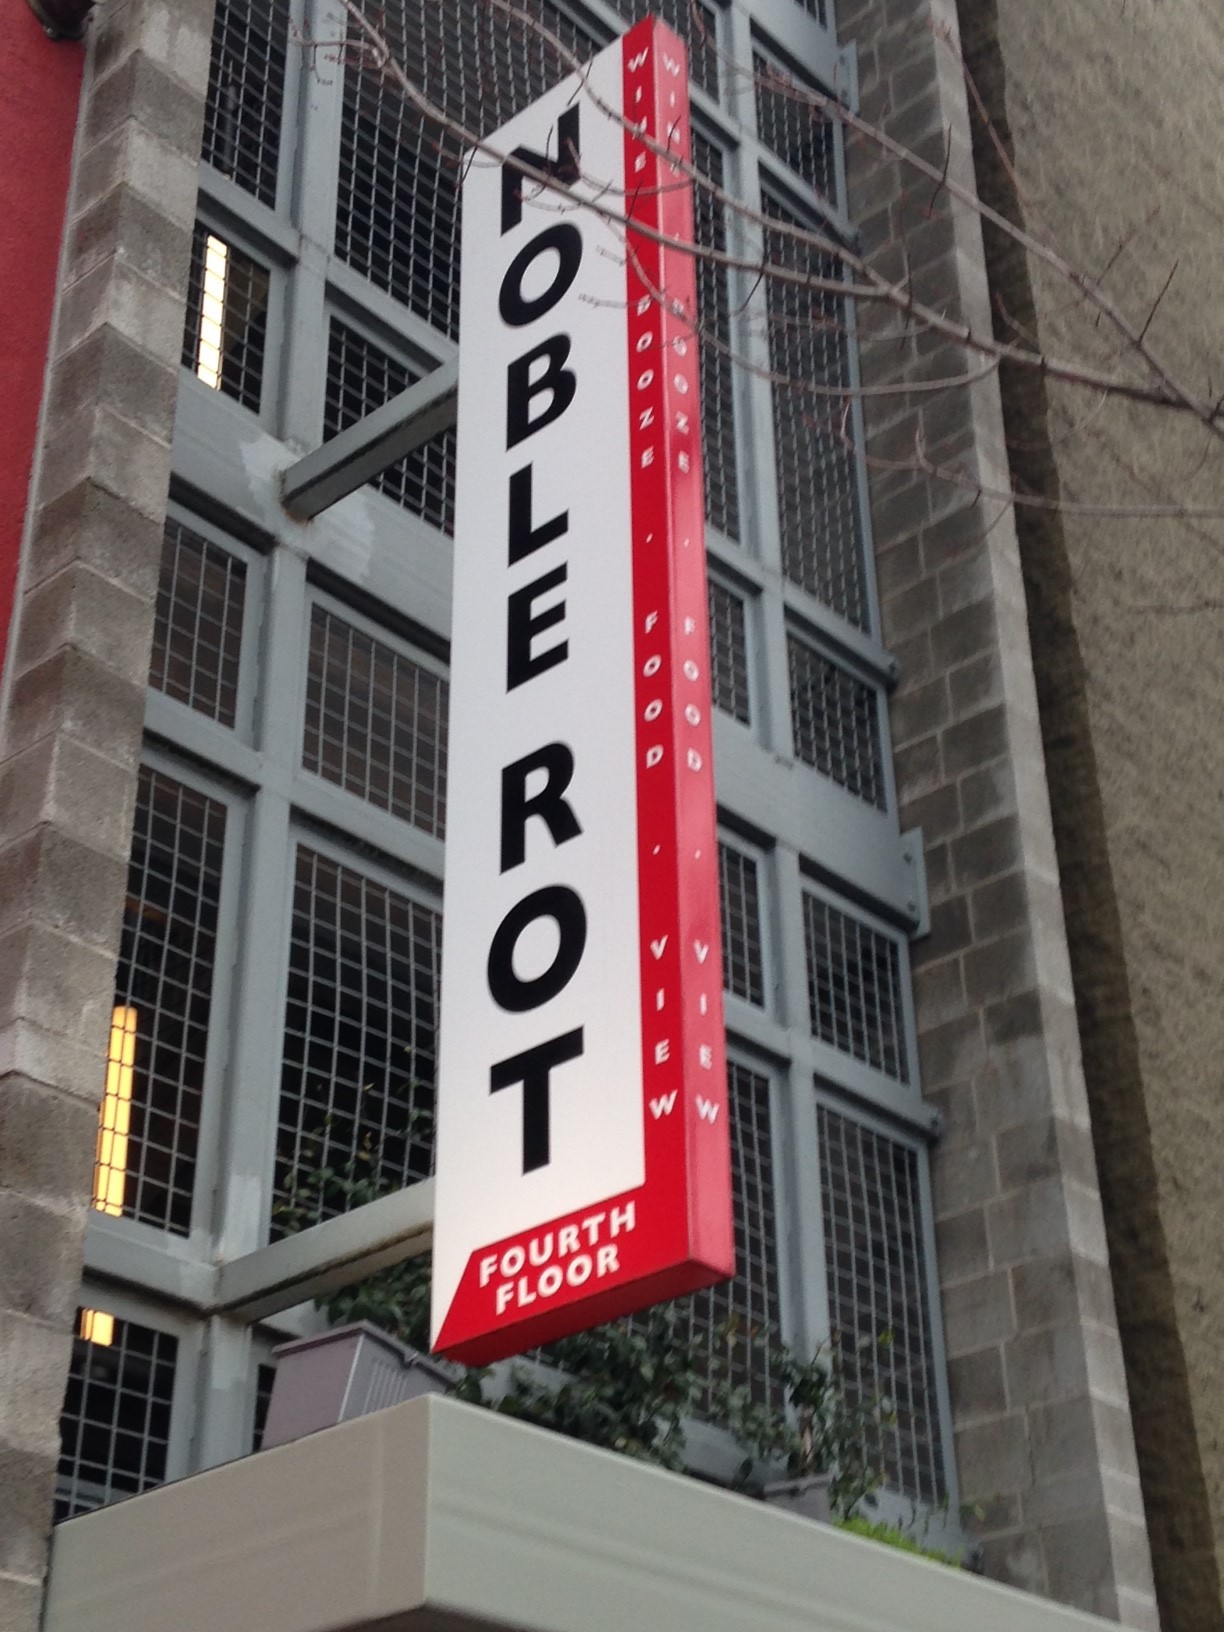 NOBLE ROT
WINE · BOOZE · FOOD · VIEW
WINE · BOOZE · FOOD · VIEW
FOURTH
FLOOR